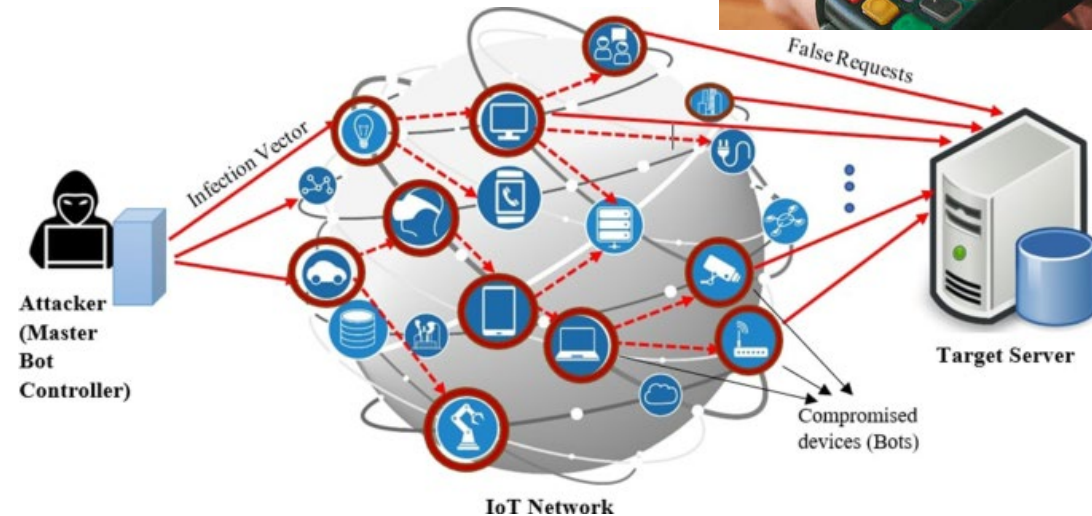 False Requests
Infection Vector
Attacker
(Master
Bot
Controller)
Target Server
Compromised
devices (Bots)
IoT Network